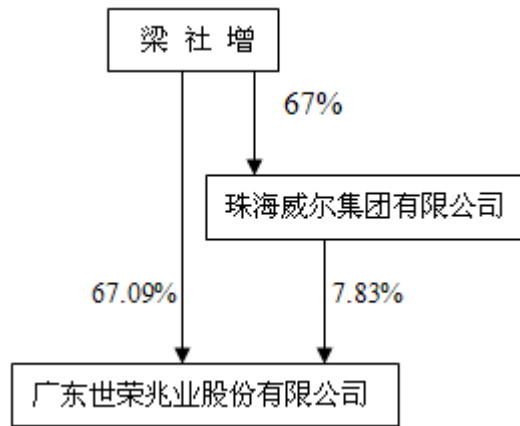 梁 社 增
67%
珠海威尔集团有限公司
67.09%
7.83%
广东世荣兆业股份有限公司